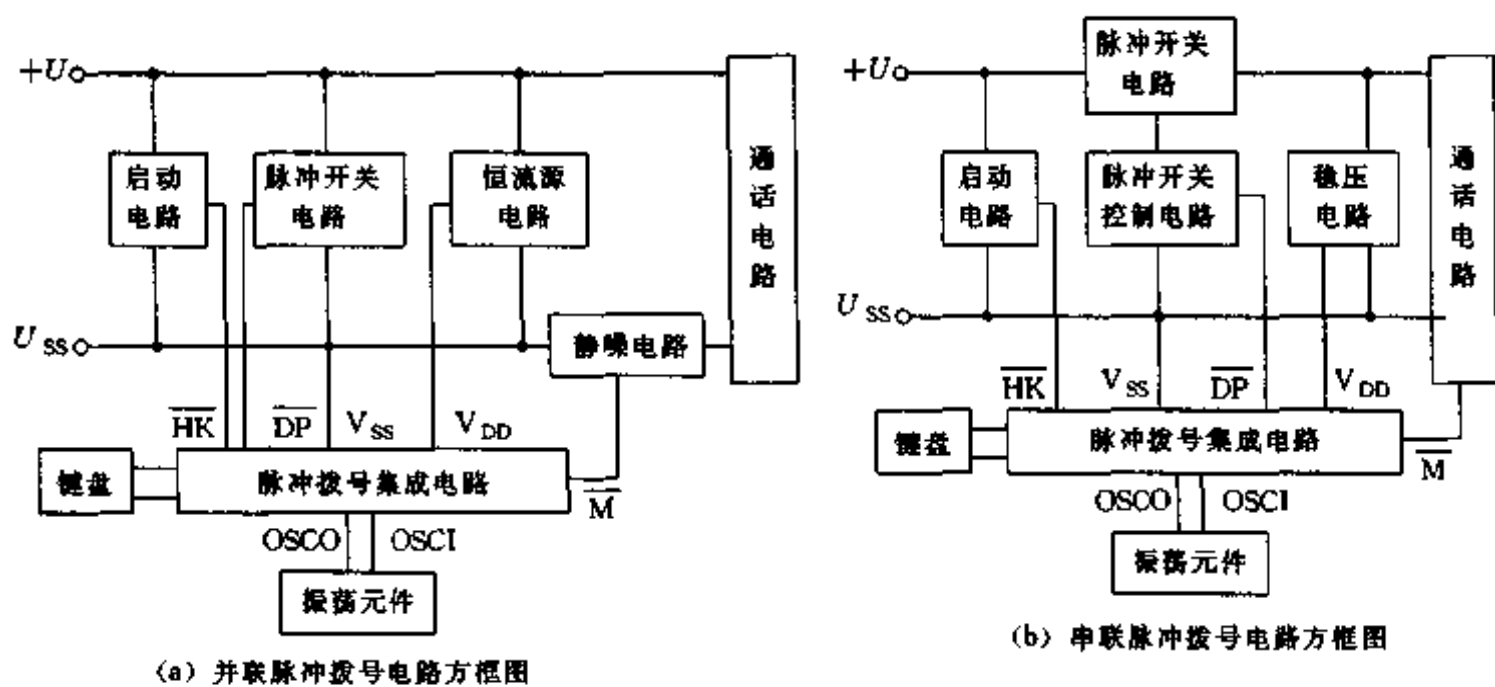 +U
启动
电路
脉冲开关
电路
恒流源
电路
通话电路
U SS
静噪电路
HK
DP
VSS
VDD
键盘
脉冲拨号集成电路
M
OSCO
OSCI
振荡元件
(a) 并联脉冲拨号电路方框图
+U
脉冲开关
电路
启动
电路
脉冲开关
控制电路
稳压
电路
通话电路
U SS
HK
VSS
DP
VDD
键盘
脉冲拨号集成电路
M
OSCO
OSCI
振荡元件
(b) 串联脉冲拨号电路方框图